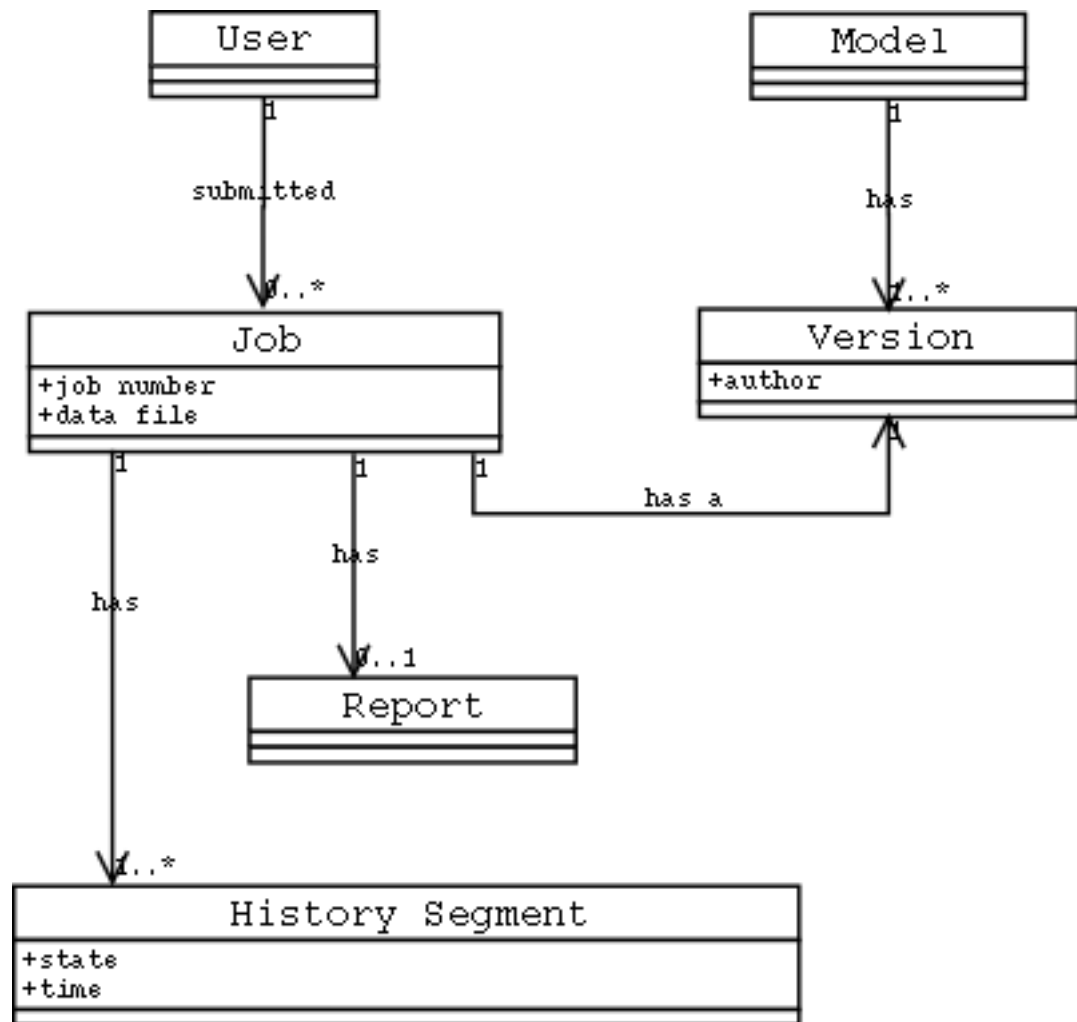 User
Model
1
1
submitted
has
0..*
1..*
Job
Version
+job number
+data file
+author
1
1
1
1
has a
has
has
0..1
Report
1..*
History Segment
+state
+time